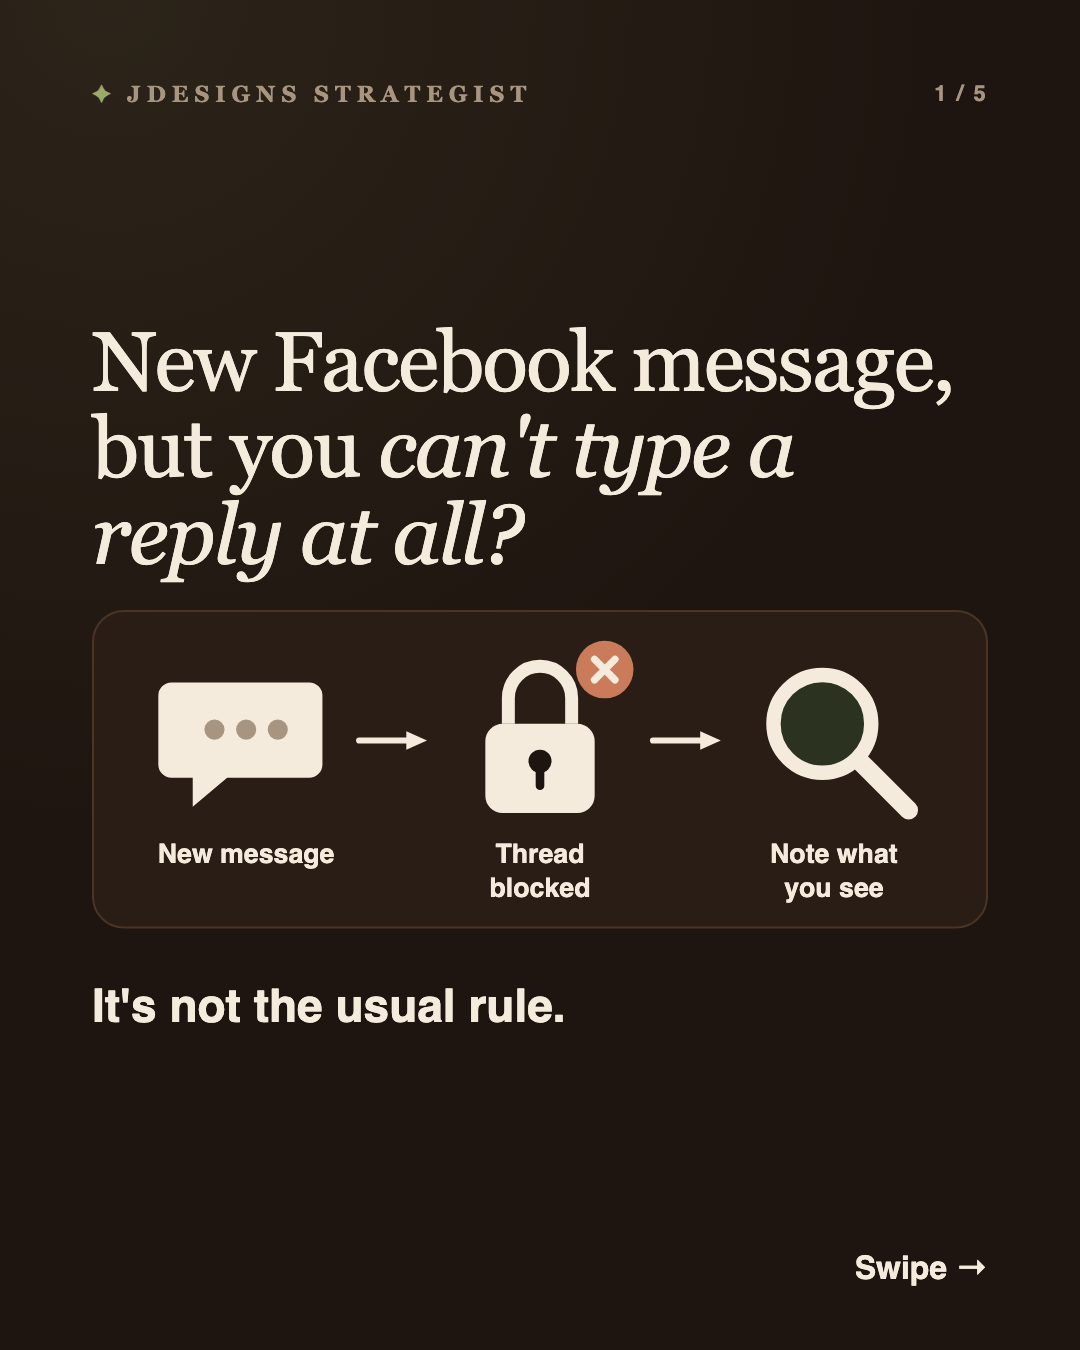 JDESIGNS STRATEGIST
1 / 5
New Facebook message,
but you can't type a
reply at all?
New message
Thread
blocked
Note what
you see
It's not the usual rule.
Swipe →